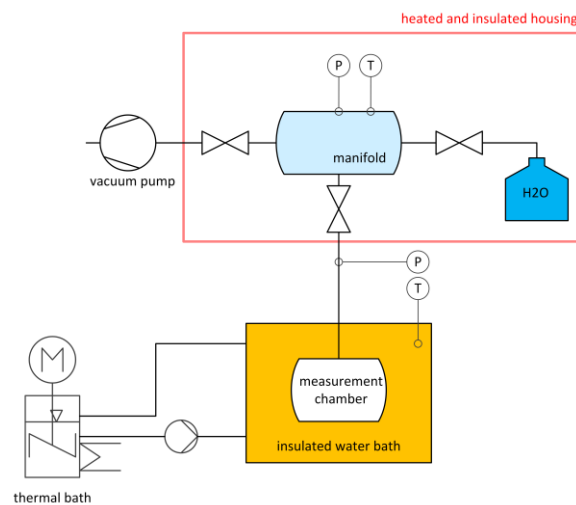 heated and insulated housing
P
T
manifold
vacuum pump
H2O
P
T
M
measurement
chamber
insulated water bath
thermal bath